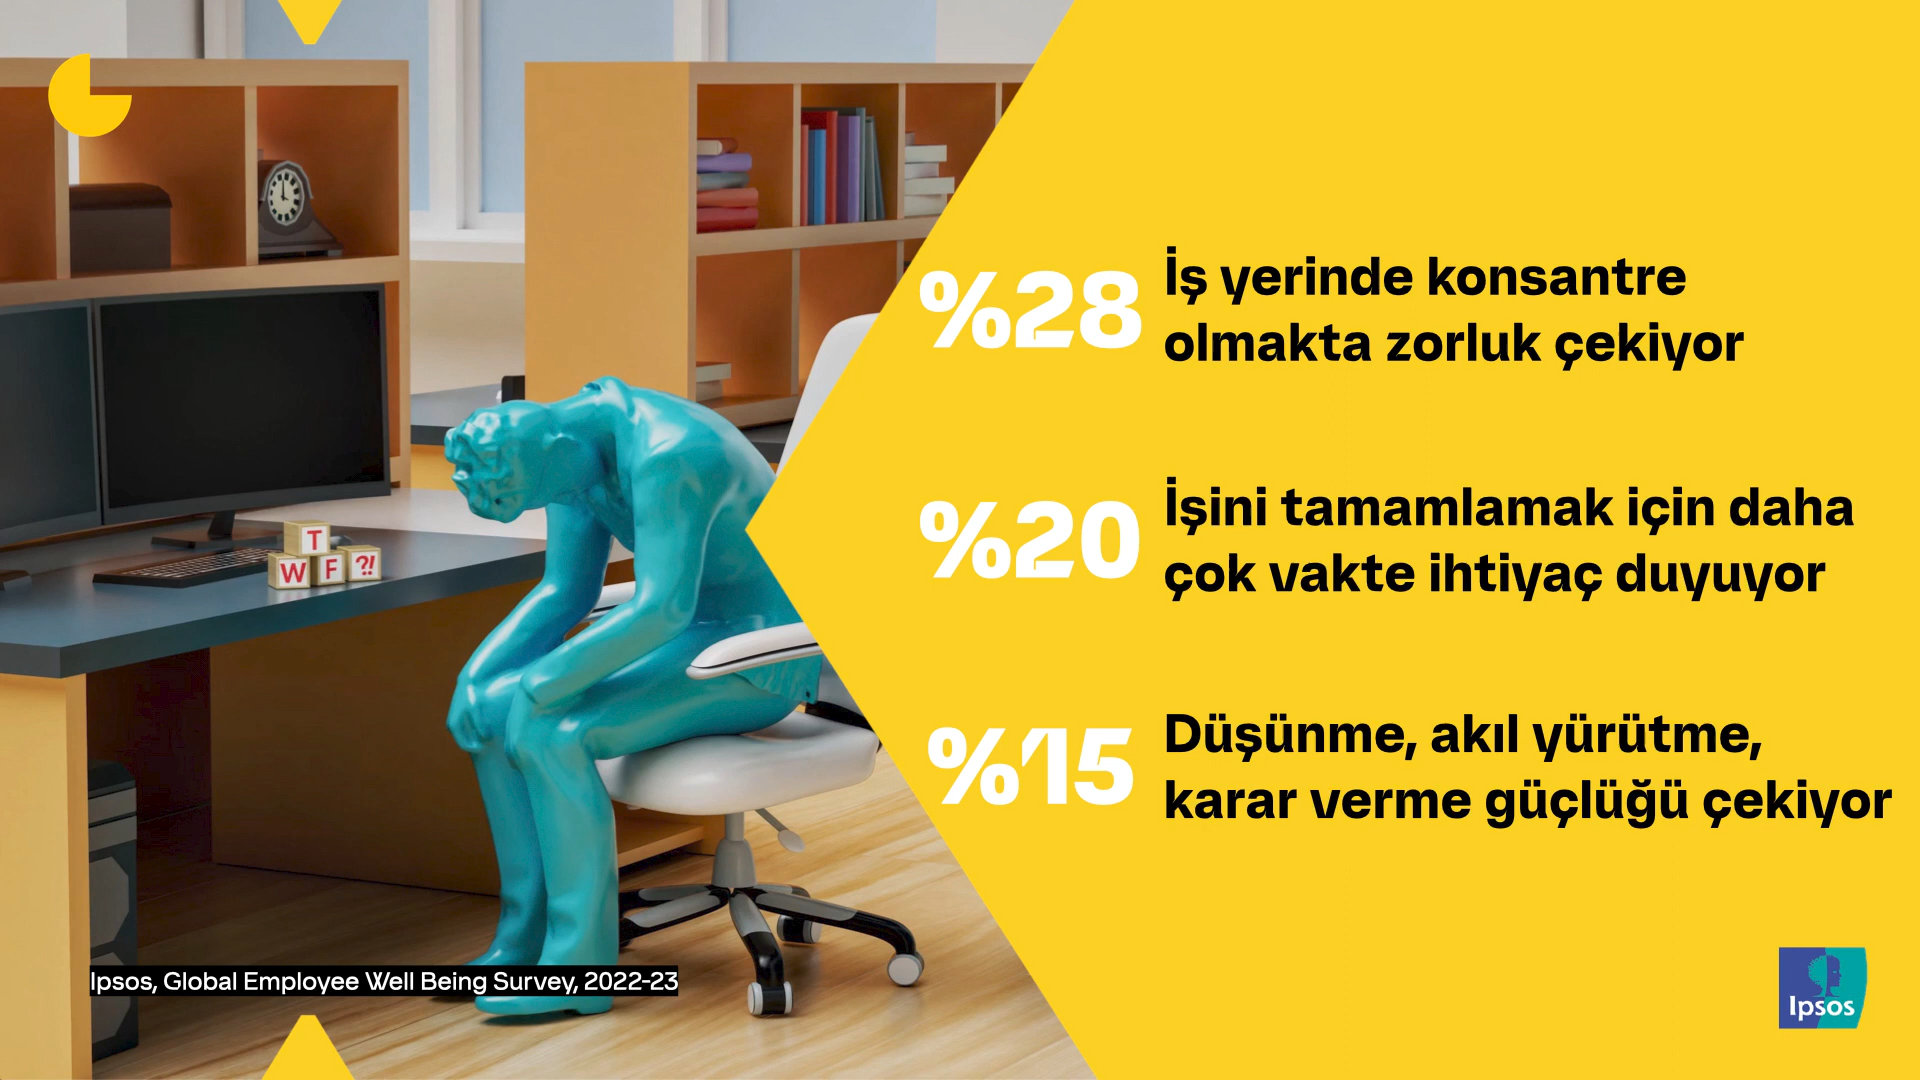 %28
İş yerinde konsantre
olmakta zorluk çekiyor
%20
İşini tamamlamak için daha
çok vakte ihtiyaç duyuyor
%15
Düşünme, akıl yürütme,
karar verme güçlüğü çekiyor
T
W F ?!
Ipsos, Global Employee Well Being Survey, 2022-23
Ipsos